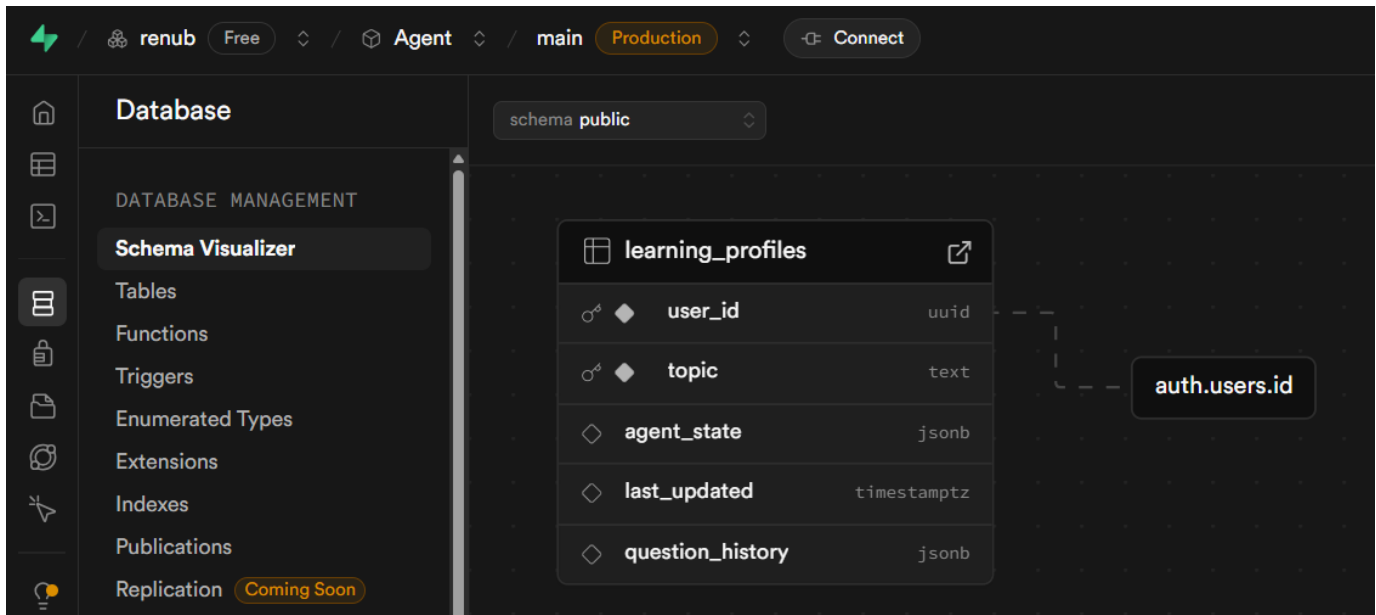 / renub Free / Agent / main Production Connect
Database
schema public
DATABASE MANAGEMENT
Schema Visualizer
Tables
Functions
Triggers
Enumerated Types
Extensions
Indexes
Publications
Replication Coming Soon
learning_profiles
user_id uuid
topic text
agent_state jsonb
last_updated timestamptz
question_history jsonb
auth.users.id